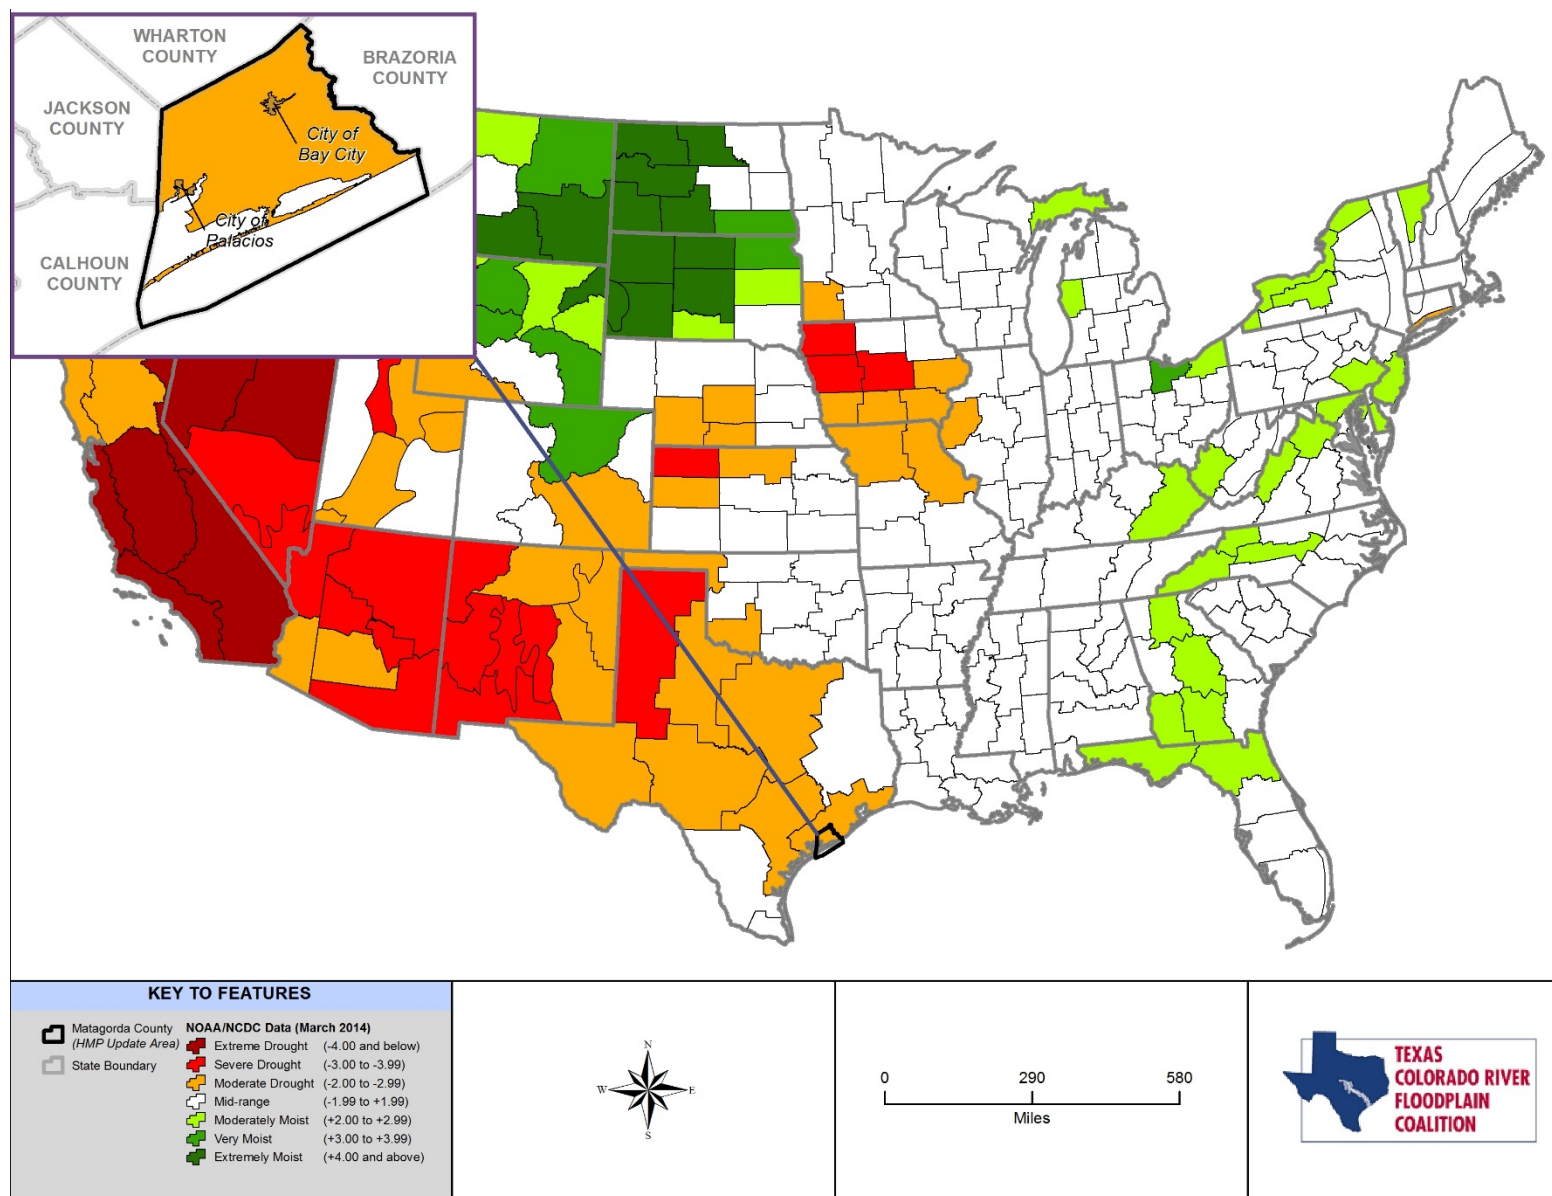 WHARTON
COUNTY
BRAZORIA
COUNTY
JACKSON
COUNTY
City of
Bay City
City of
Palacios
CALHOUN
COUNTY
KEY TO FEATURES
Matagorda County
(HMP Update Area)
State Boundary
NOAA/NCDC Data (March 2014)
Extreme Drought (-4.00 and below)
Severe Drought (-3.00 to -3.99)
Moderate Drought (-2.00 to -2.99)
Mid-range (-1.99 to +1.99)
Moderately Moist (+2.00 to +2.99)
Very Moist (+3.00 to +3.99)
Extremely Moist (+4.00 and above)
N
W E
S
0 290 580
Miles
TEXAS
COLORADO RIVER
FLOODPLAIN
COALITION